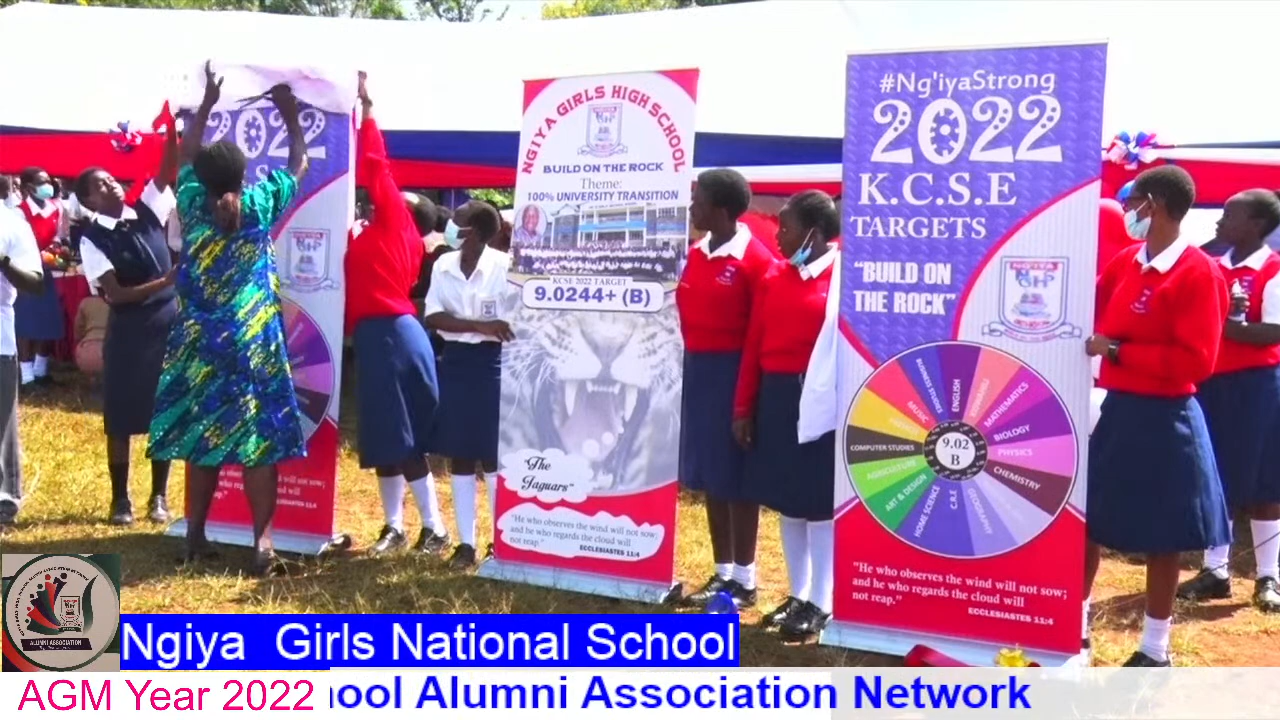 2022
NGIYA GIRLS HIGH SCHOOL
BUILD ON THE ROCK
Theme:
100% UNIVERSITY TRANSITION
KCSE 2022 TARGET
9.0244+ (B)
"The
Jaguars"
"He who observes the wind will not sow;
and he who regards the cloud will
not reap."
ECCLESIASTES 11:4
#Ng'iyaStrong
2022
K.C.S.E
TARGETS
"BUILD ON
THE ROCK"
NGIYA
BUSINESS STUDIES
ENGLISH
KISWAHILI
MATHEMATICS
BIOLOGY
PHYSICS
CHEMISTRY
GEOGRAPHY
C.R.E
HOME SCIENCE
ART & DESIGN
AGRICULTURE
COMPUTER STUDIES
MUSIC
9.02
B
"He who observes the wind will not sow;
and he who regards the cloud will
not reap."
ECCLESIASTES 11:4
ALUMNI ASSOCIATION
Ngiya Girls National School
AGM Year 2022
hool Alumni Association Network